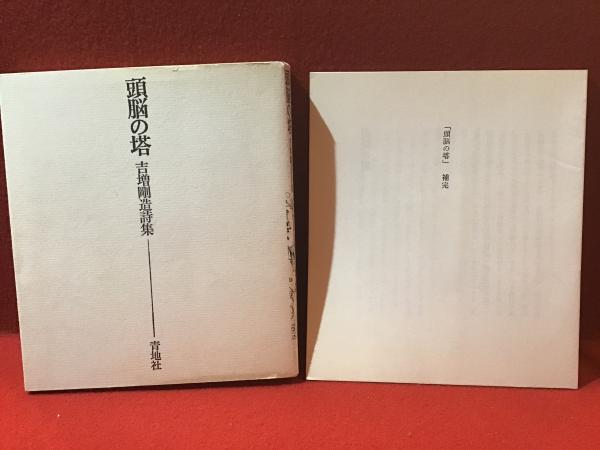 頭脳の塔
吉増剛造詩集
青地社
「頭脳の塔」 補完